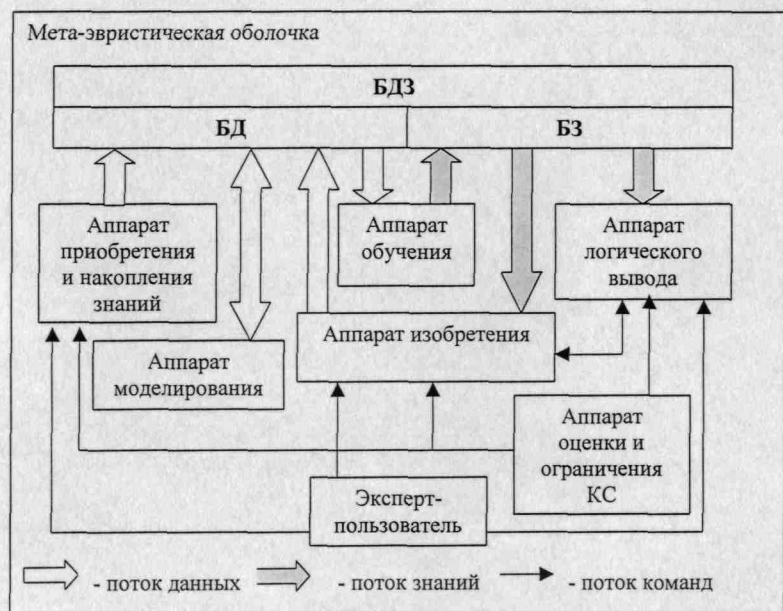 Мета-эвристическая оболочка
БДЗ
БД
БЗ
Аппарат
приобретения
и накопления
знаний
Аппарат
обучения
Аппарат
логического
вывода
Аппарат изобретения
Аппарат
моделирования
Аппарат
оценки и
ограничения
КС
Эксперт-
пользователь
- поток данных
- поток знаний
- поток команд